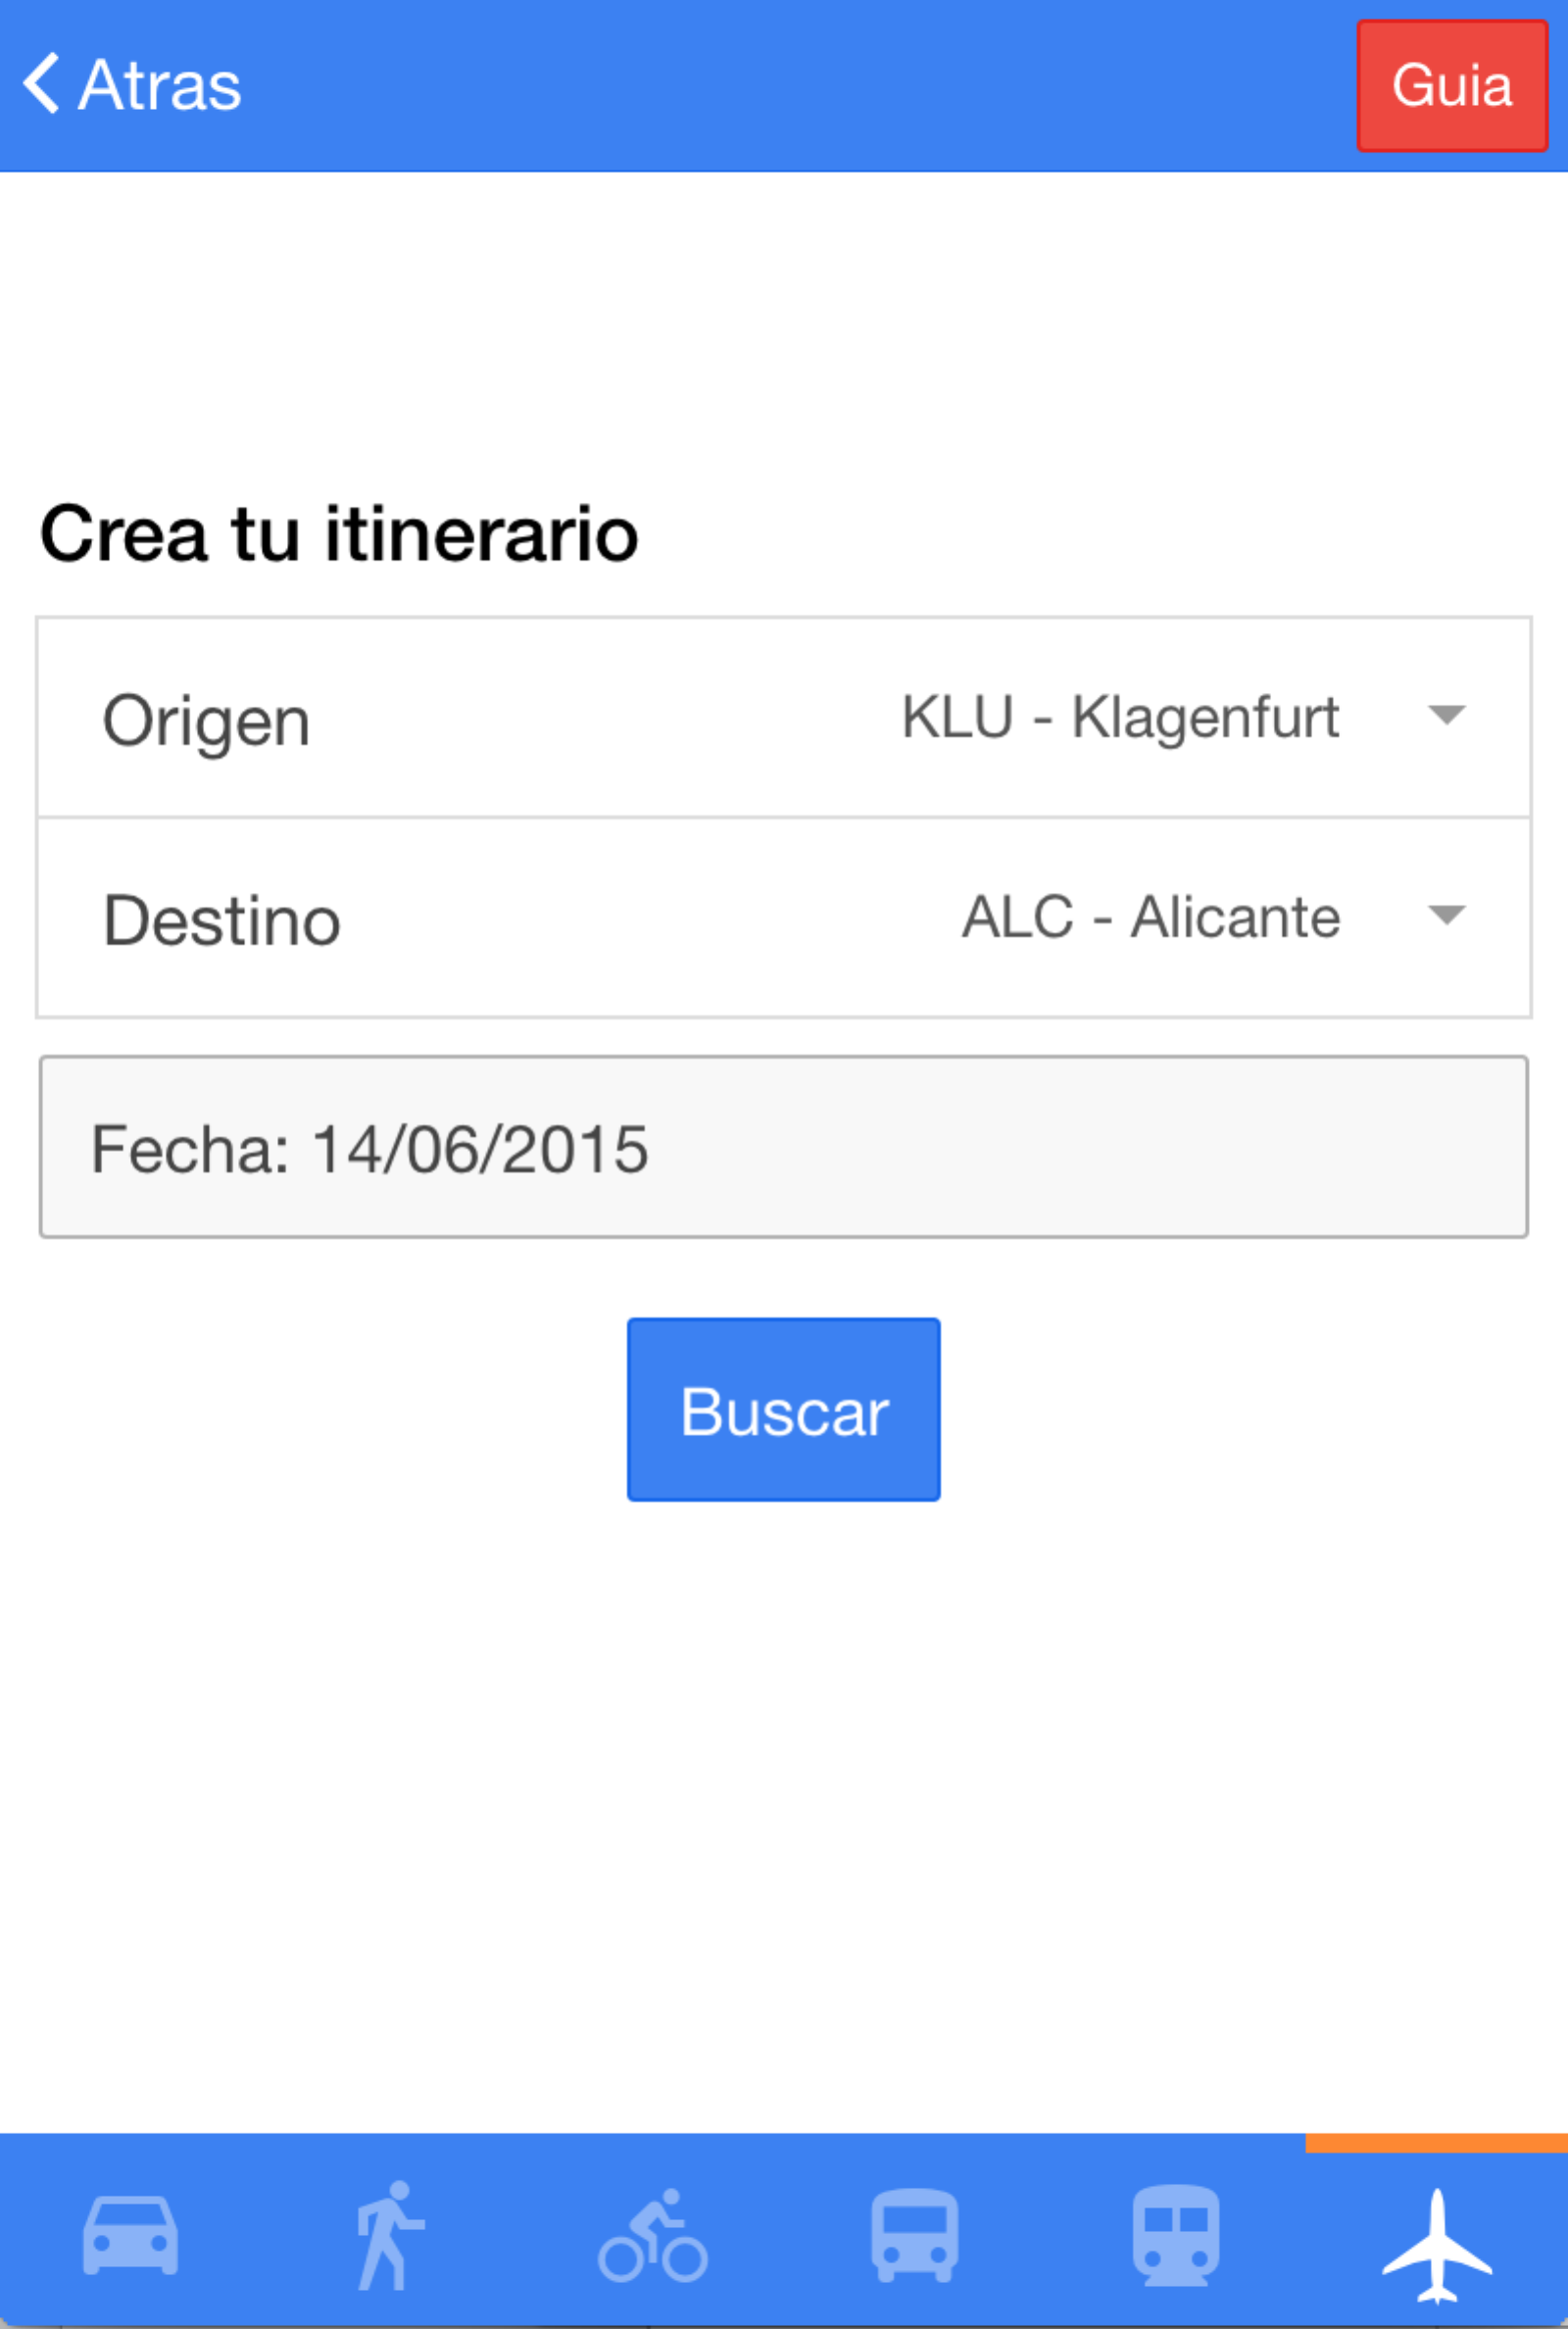 Atras
Guia
Crea tu itinerario
Origen KLU - Klagenfurt
Destino ALC - Alicante
Fecha: 14/06/2015
Buscar